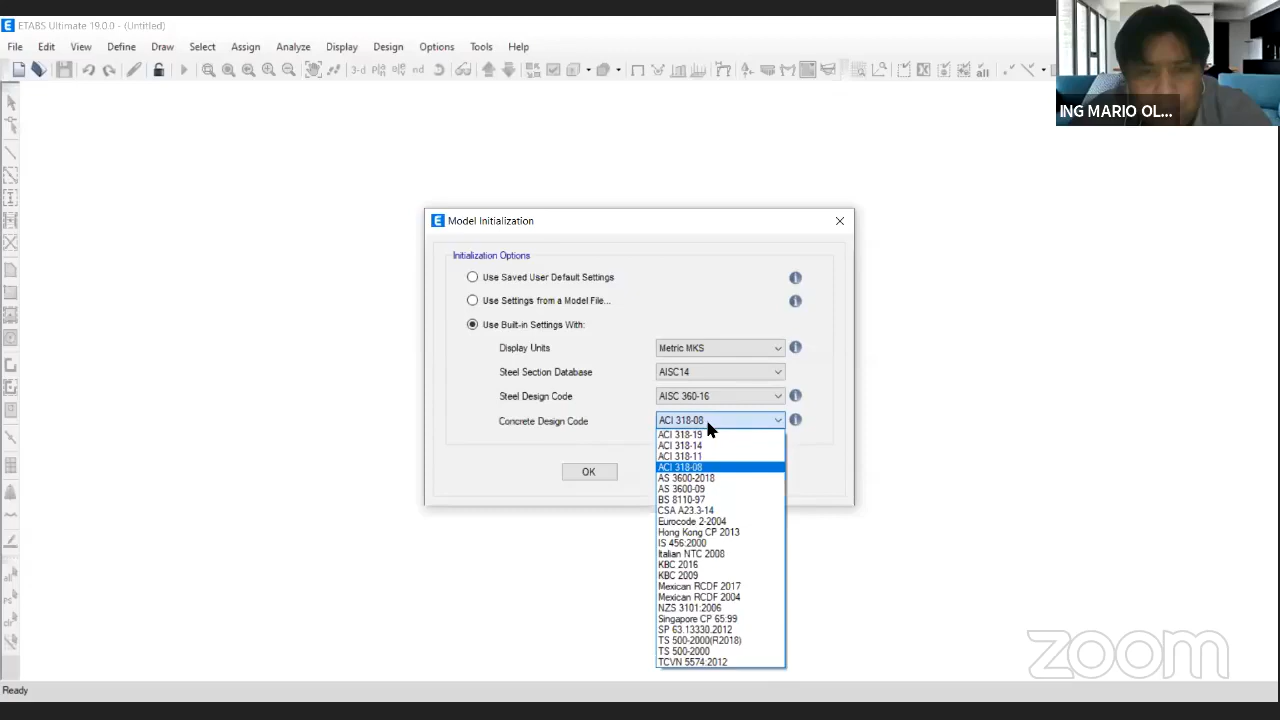 ETABS Ultimate 19.0.0 - (Untitled)
File Edit View Define Draw Select Assign Analyze Display Design Options Tools Help
3-d
nd
all
ING MARIO OL...
Model Initialization
Initialization Options
Use Saved User Default Settings
Use Settings from a Model File...
Use Built-in Settings With:
Display Units
Metric MKS
Steel Section Database
AISC14
Steel Design Code
AISC 360-16
Concrete Design Code
ACI 318-08
ACI 318-19
ACI 318-14
ACI 318-11
ACI 318-08
AS 3600-2018
AS 3600-09
BS 8110-97
CSA A23.3-14
Eurocode 2-2004
Hong Kong CP 2013
IS 456:2000
Italian NTC 2008
KBC 2016
KBC 2009
Mexican RCDF 2017
Mexican RCDF 2004
NZS 3101:2006
Singapore CP 65:99
SP 63.13330.2012
TS 500-2000(R2018)
TS 500-2000
TCVN 5574:2012
OK
all
clr
zoom
Ready